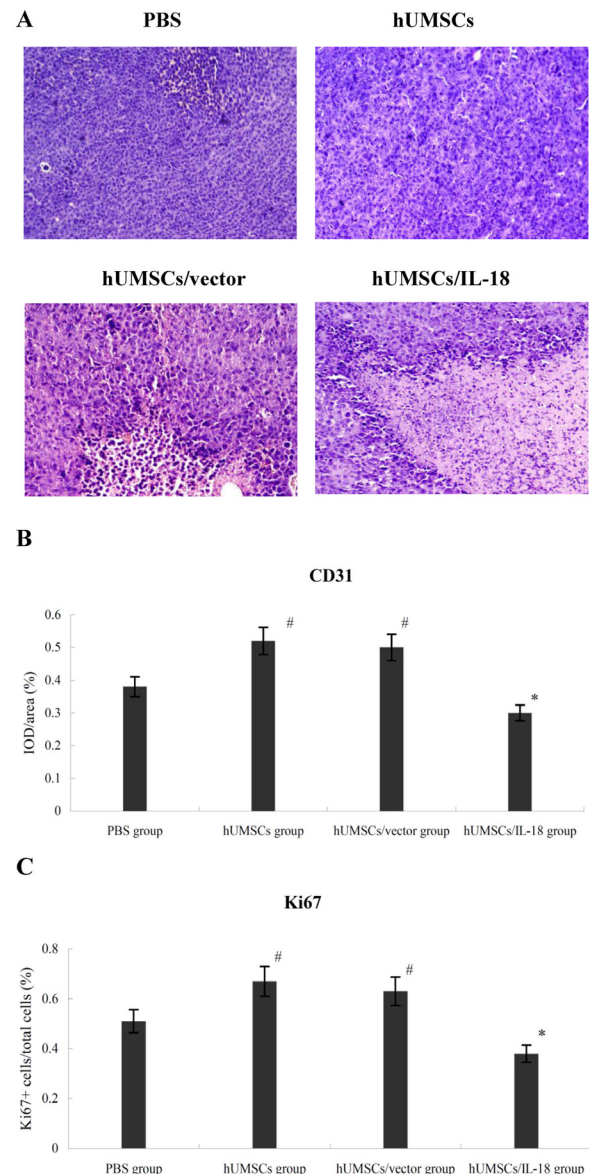 A
PBS
hUMSCs
hUMSCs/vector
hUMSCs/IL-18
B
CD31
IOD/area (%)
0.6
0.5
0.4
0.3
0.2
0.1
0
#
#
*
PBS group
hUMSCs group
hUMSCs/vector group
hUMSCs/IL-18 group
C
Ki67
Ki67+ cells/total cells (%)
0.8
0.6
0.4
0.2
0
#
#
*
PBS group
hUMSCs group
hUMSCs/vector group
hUMSCs/IL-18 group